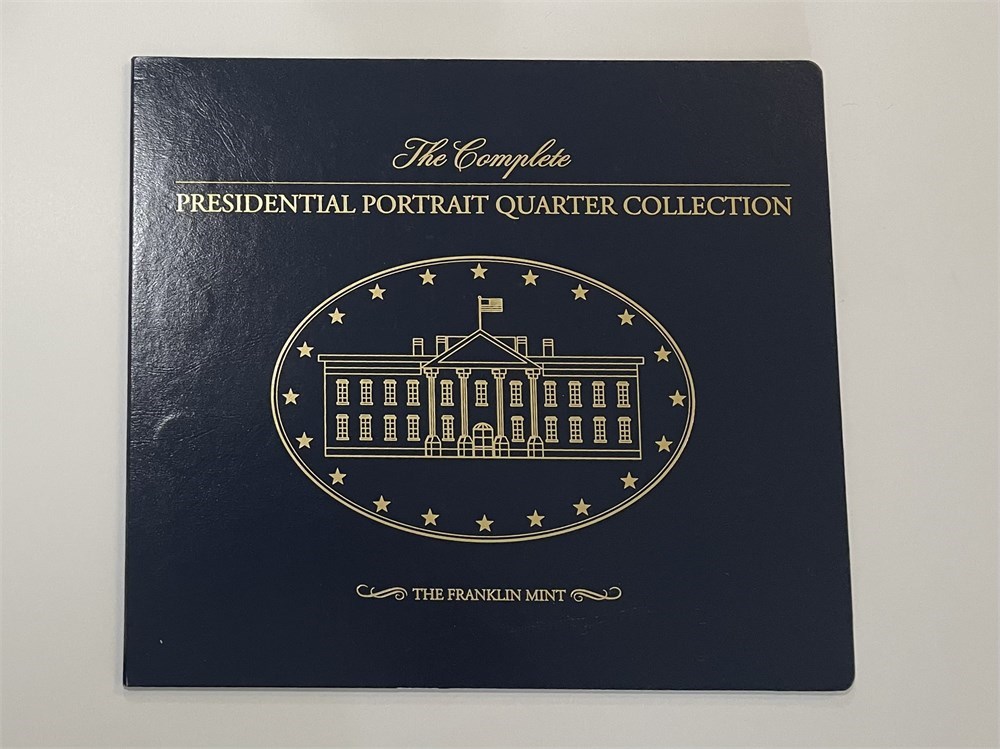 The Complete
PRESIDENTIAL PORTRAIT QUARTER COLLECTION
THE FRANKLIN MINT